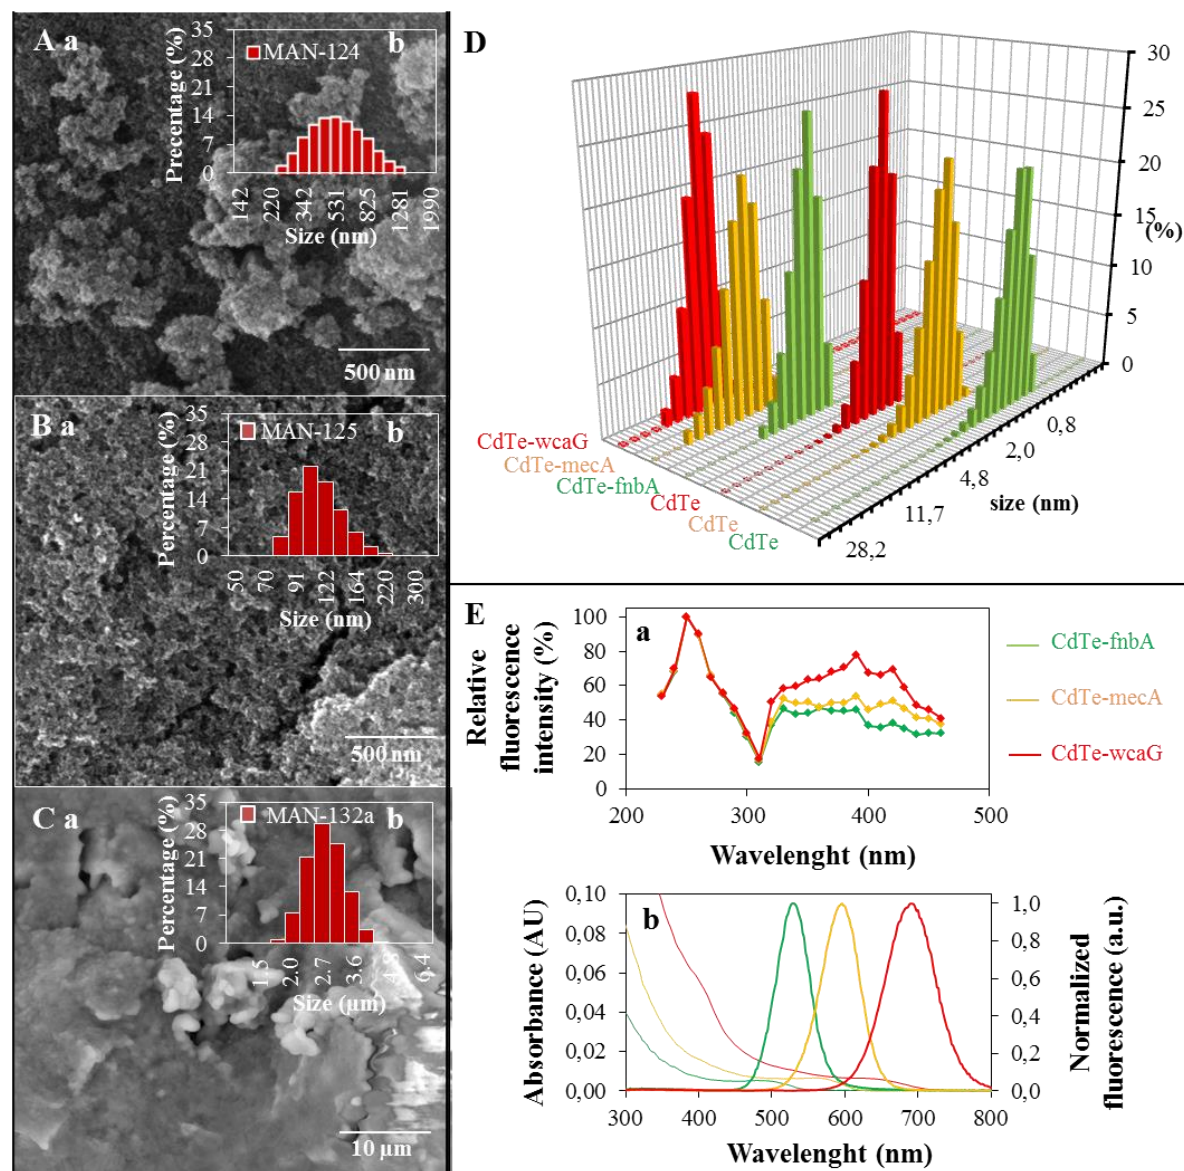 A a
b
MAN-124
Precentage (%)
35
28
21
14
7
0
142
220
342
531
825
1281
1990
Size (nm)
500 nm
B a
b
MAN-125
Percentage (%)
35
28
21
14
7
0
50
70
91
122
164
220
300
Size (nm)
500 nm
C a
b
MAN-132a
Percentage (%)
35
28
21
14
7
0
1.5
2.0
2.7
3.6
4.8
6.4
Size (µm)
10 µm
D
30
25
20
15
(%)
10
5
0
CdTe-wcaG
CdTe-mecA
CdTe-fnbA
CdTe
CdTe
CdTe
0,8
2,0
4,8
11,7
28,2
size (nm)
E
a
Relative
fluorescence
intensity (%)
100
80
60
40
20
0
200
300
400
500
Wavelenght (nm)
CdTe-fnbA
CdTe-mecA
CdTe-wcaG
b
Absorbance (AU)
0,10
0,08
0,06
0,04
0,02
0,00
1,0
0,8
0,6
0,4
0,2
0,0
Normalized
fluorescence (a.u.)
300
400
500
600
700
800
Wavelenght (nm)